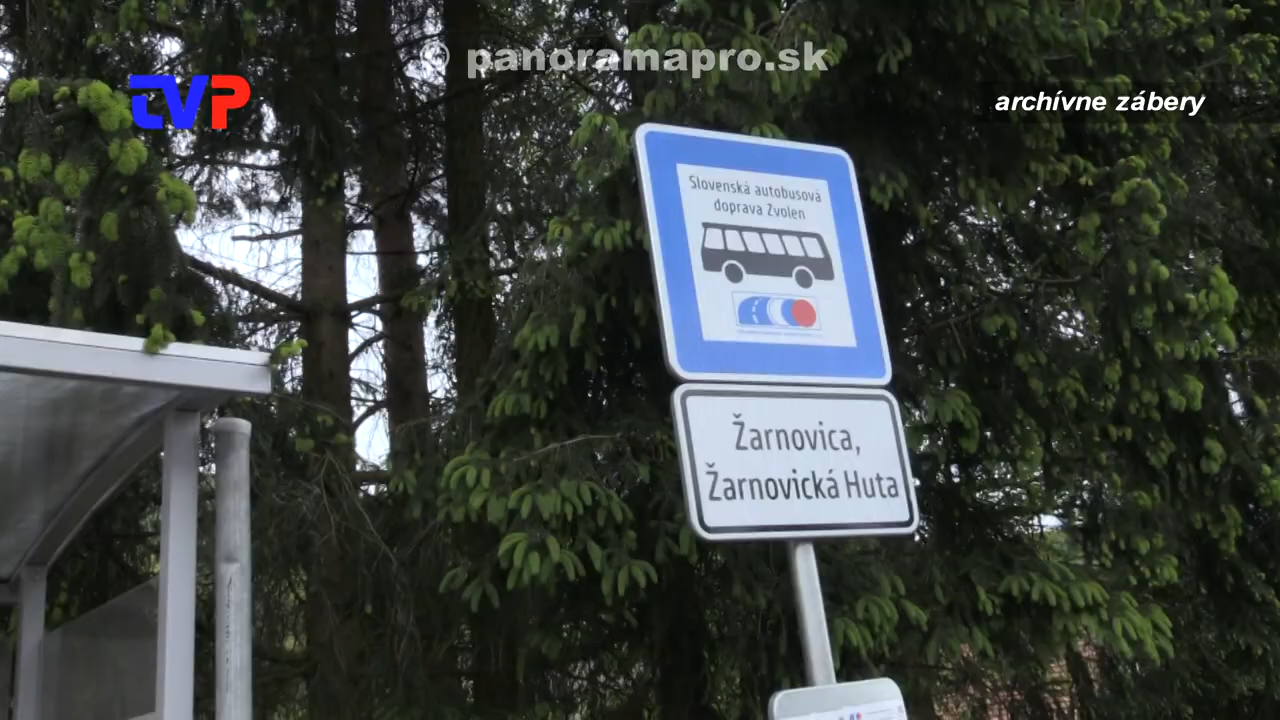 © panoramapro.sk
tvP
archívne zábery
Slovenská autobusová
doprava Zvolen
Žarnovica,
Žarnovická Huta